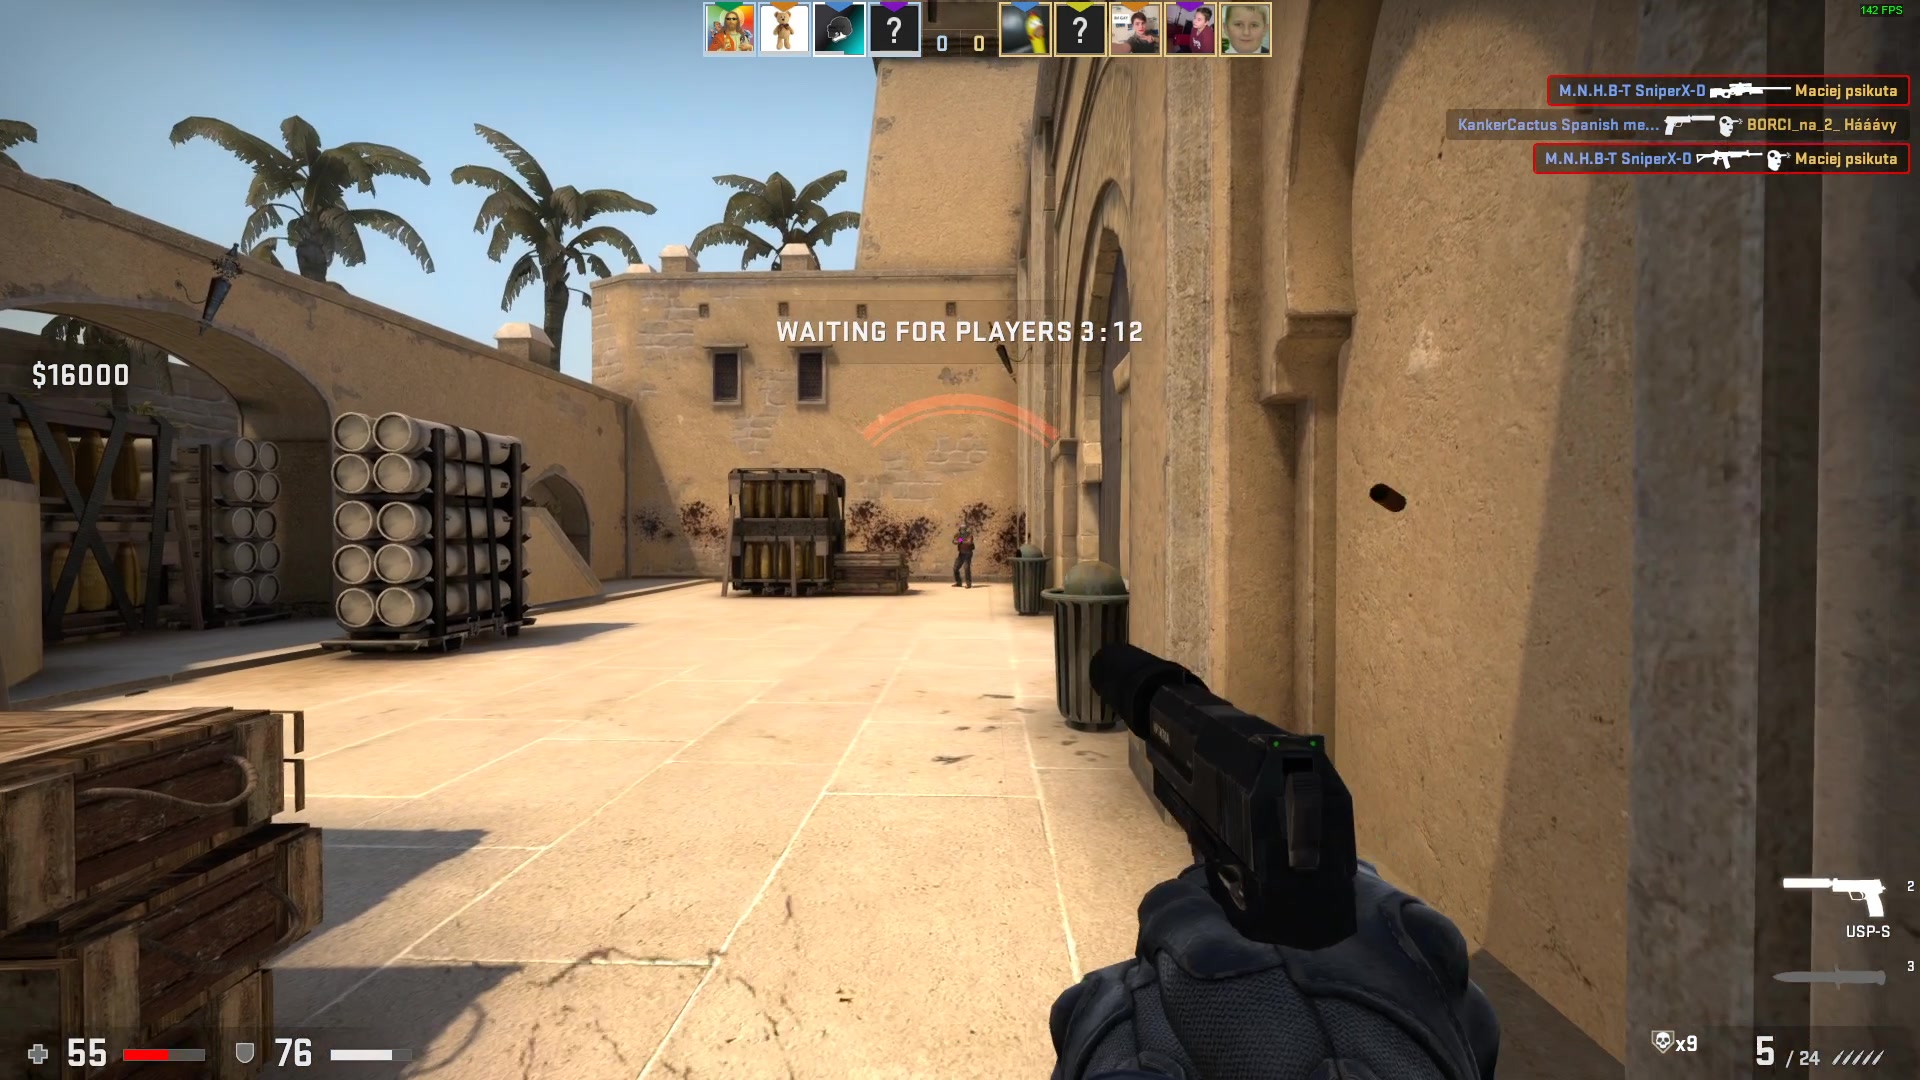 142 FPS
? ?
0 0
M.N.H.B-T SniperX-D Maciej psikuta
KankerCactus Spanish me... BORCI_na_2_ Hááávy
M.N.H.B-T SniperX-D Maciej psikuta
WAITING FOR PLAYERS 3:12
$16000
2
USP-S
3
55 76
x9
5 / 24